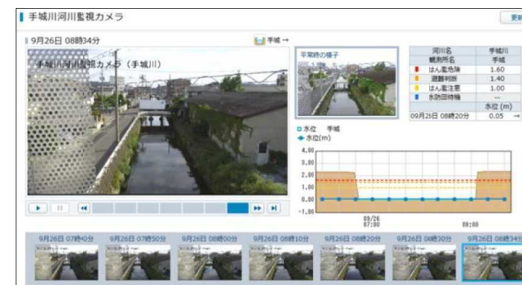 手城川河川監視カメラ
更新
9月26日 08時34分
手城 →
手城川河川監視カメラ（手城川）
平常時の様子
河川名 手城川
観測所名 手城
はん濫危険 1.60
避難判断 1.40
はん濫注意 1.00
水防団待機 --
水位 (m)
09月26日 08時20分 0.05 →
水位 手城
水位(m)
4.00
3.00
2.00
1.00
0.00
-1.00
09/26
07:00
08:00
9月26日 07時40分
9月26日 07時50分
9月26日 08時00分
9月26日 08時10分
9月26日 08時20分
9月26日 08時30分
9月26日 08時34分